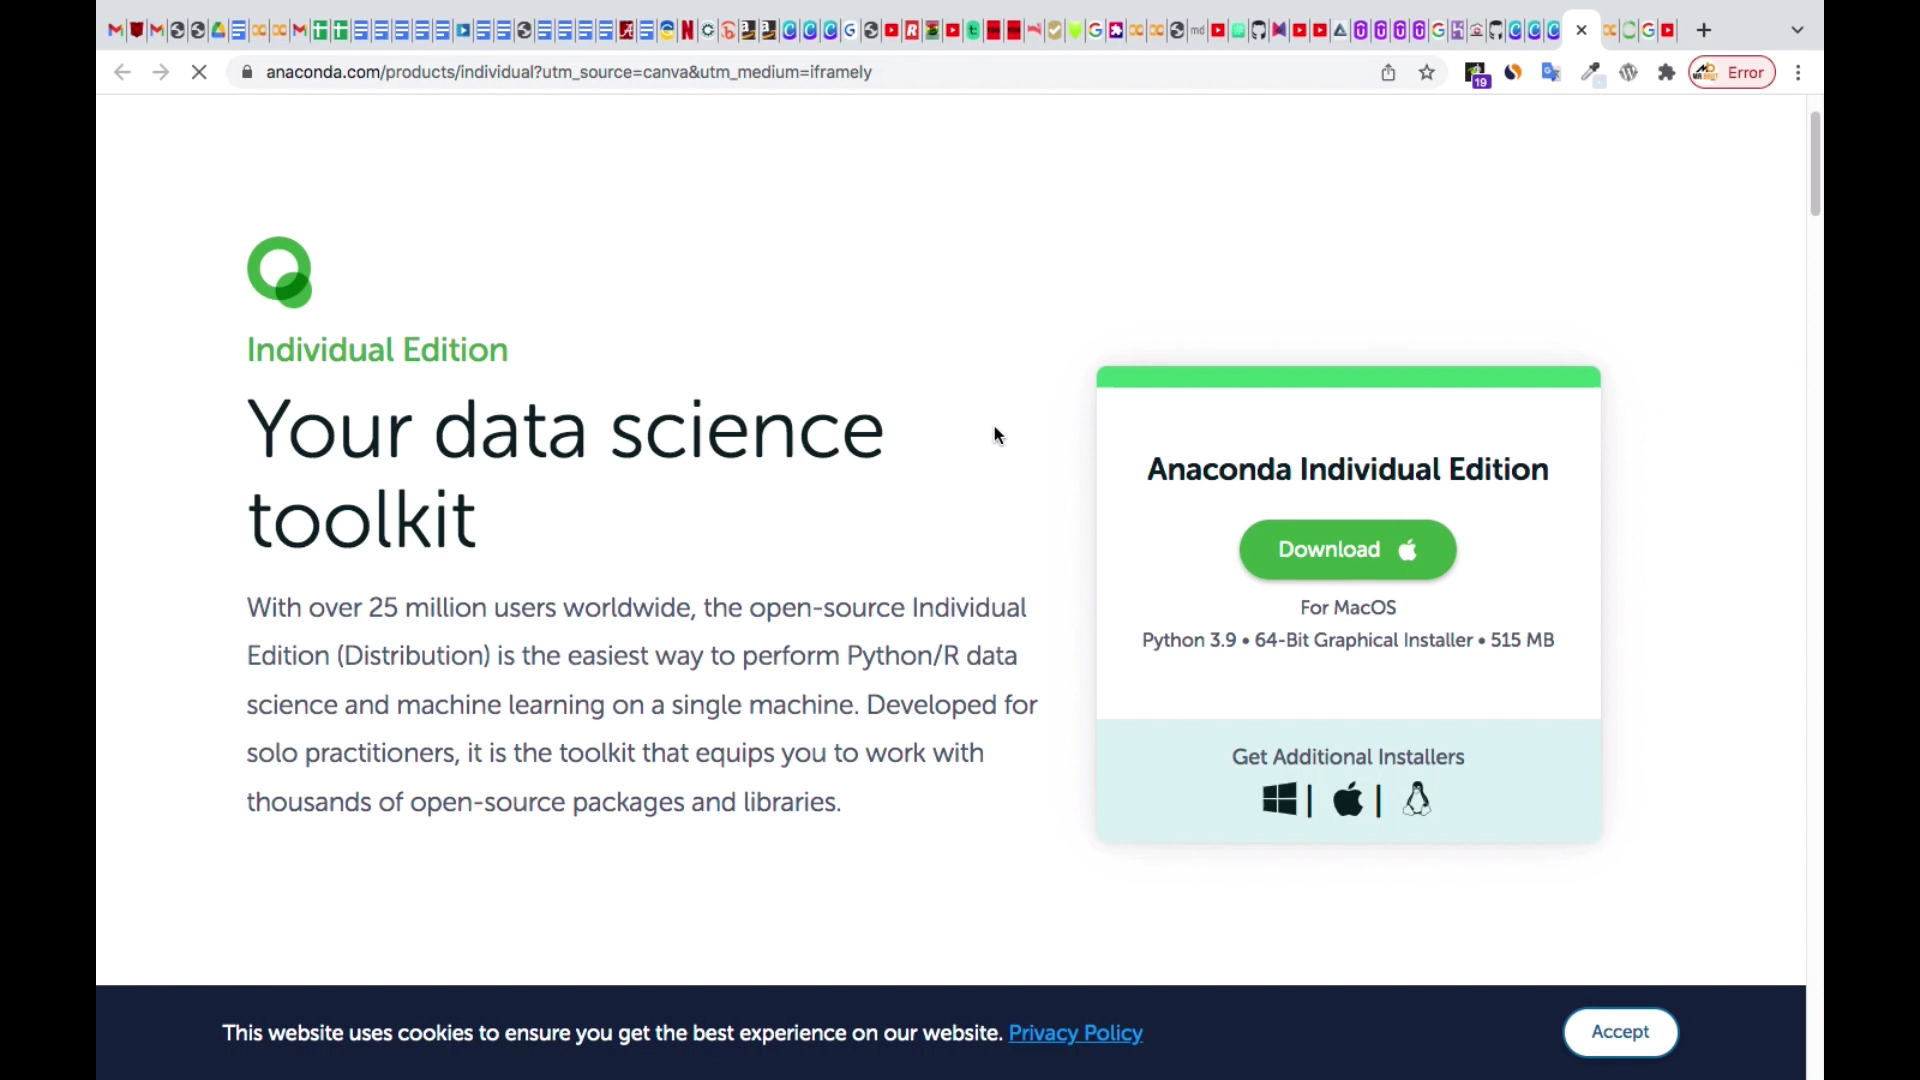 anaconda.com/products/individual?utm_source=canva&utm_medium=iframely
19
Error
Individual Edition
Your data science
toolkit
With over 25 million users worldwide, the open-source Individual
Edition (Distribution) is the easiest way to perform Python/R data
science and machine learning on a single machine. Developed for
solo practitioners, it is the toolkit that equips you to work with
thousands of open-source packages and libraries.
Anaconda Individual Edition
Download
For MacOS
Python 3.9 • 64-Bit Graphical Installer • 515 MB
Get Additional Installers
This website uses cookies to ensure you get the best experience on our website. Privacy Policy
Accept